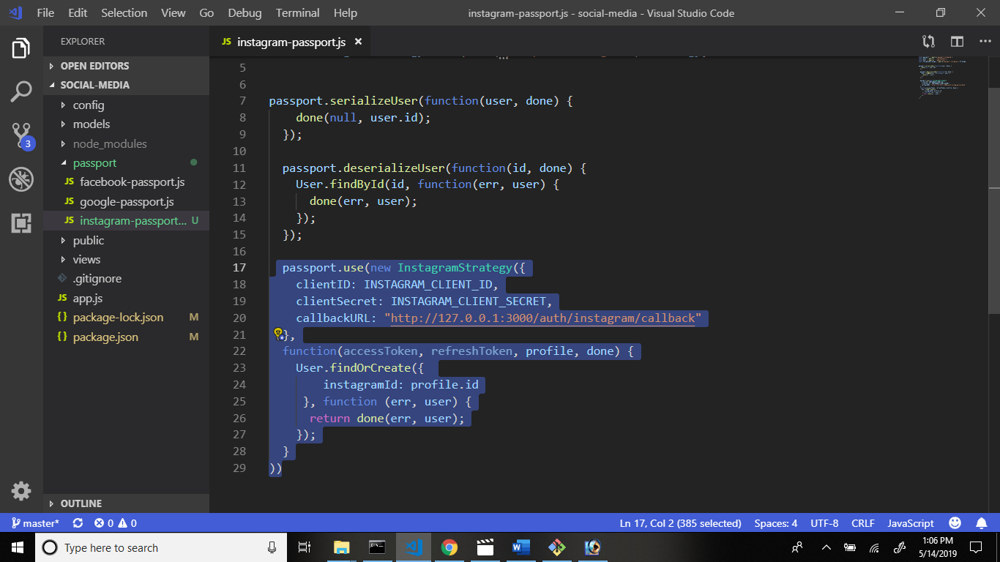 File Edit Selection View Go Debug Terminal Help
instagram-passport.js - social-media - Visual Studio Code
EXPLORER
OPEN EDITORS
SOCIAL-MEDIA
config
models
node_modules
passport
JS facebook-passport.js
JS google-passport.js
JS instagram-passport... U
public
views
.gitignore
JS app.js
{} package-lock.json M
{} package.json M
OUTLINE
3
JS instagram-passport.js ×
5
6
7 passport.serializeUser(function(user, done) {
8 done(null, user.id);
9 });
10
11 passport.deserializeUser(function(id, done) {
12 User.findById(id, function(err, user) {
13 done(err, user);
14 });
15 });
16
17 passport.use(new InstagramStrategy({
18 clientID: INSTAGRAM_CLIENT_ID,
19 clientSecret: INSTAGRAM_CLIENT_SECRET,
20 callbackURL: "http://127.0.0.1:3000/auth/instagram/callback"
21 },
22 function(accessToken, refreshToken, profile, done) {
23 User.findOrCreate({
24 instagramId: profile.id
25 }, function (err, user) {
26 return done(err, user);
27 });
28 }
29 ))
master* 0 0
Ln 17, Col 2 (385 selected) Spaces: 4 UTF-8 CRLF JavaScript
Type here to search
1:06 PM
5/14/2019